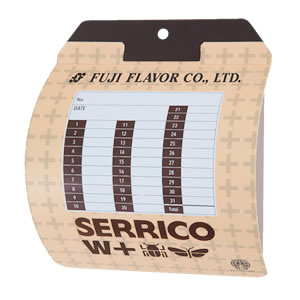 FUJI FLAVOR CO., LTD.
No.
DATE 21
22
1 11 23
2 12 24
3 13 25
4 14 26
5 15 27
6 16 28
7 17 29
8 18 30
9 19 31
10 20 Total
SERRICO
W+